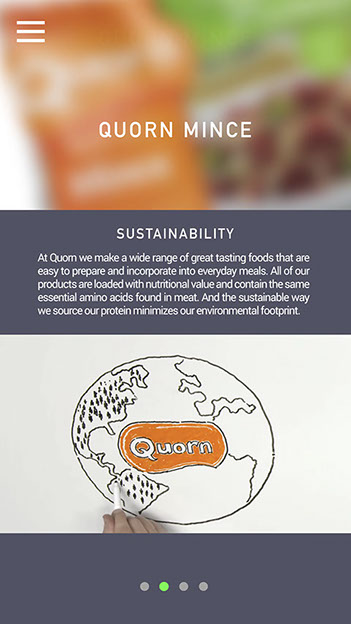 QUORN MINCE
SUSTAINABILITY
At Quorn we make a wide range of great tasting foods that are
easy to prepare and incorporate into everyday meals. All of our
products are loaded with nutritional value and contain the same
essential amino acids found in meat. And the sustainable way
we source our protein minimizes our environmental footprint.
Quorn